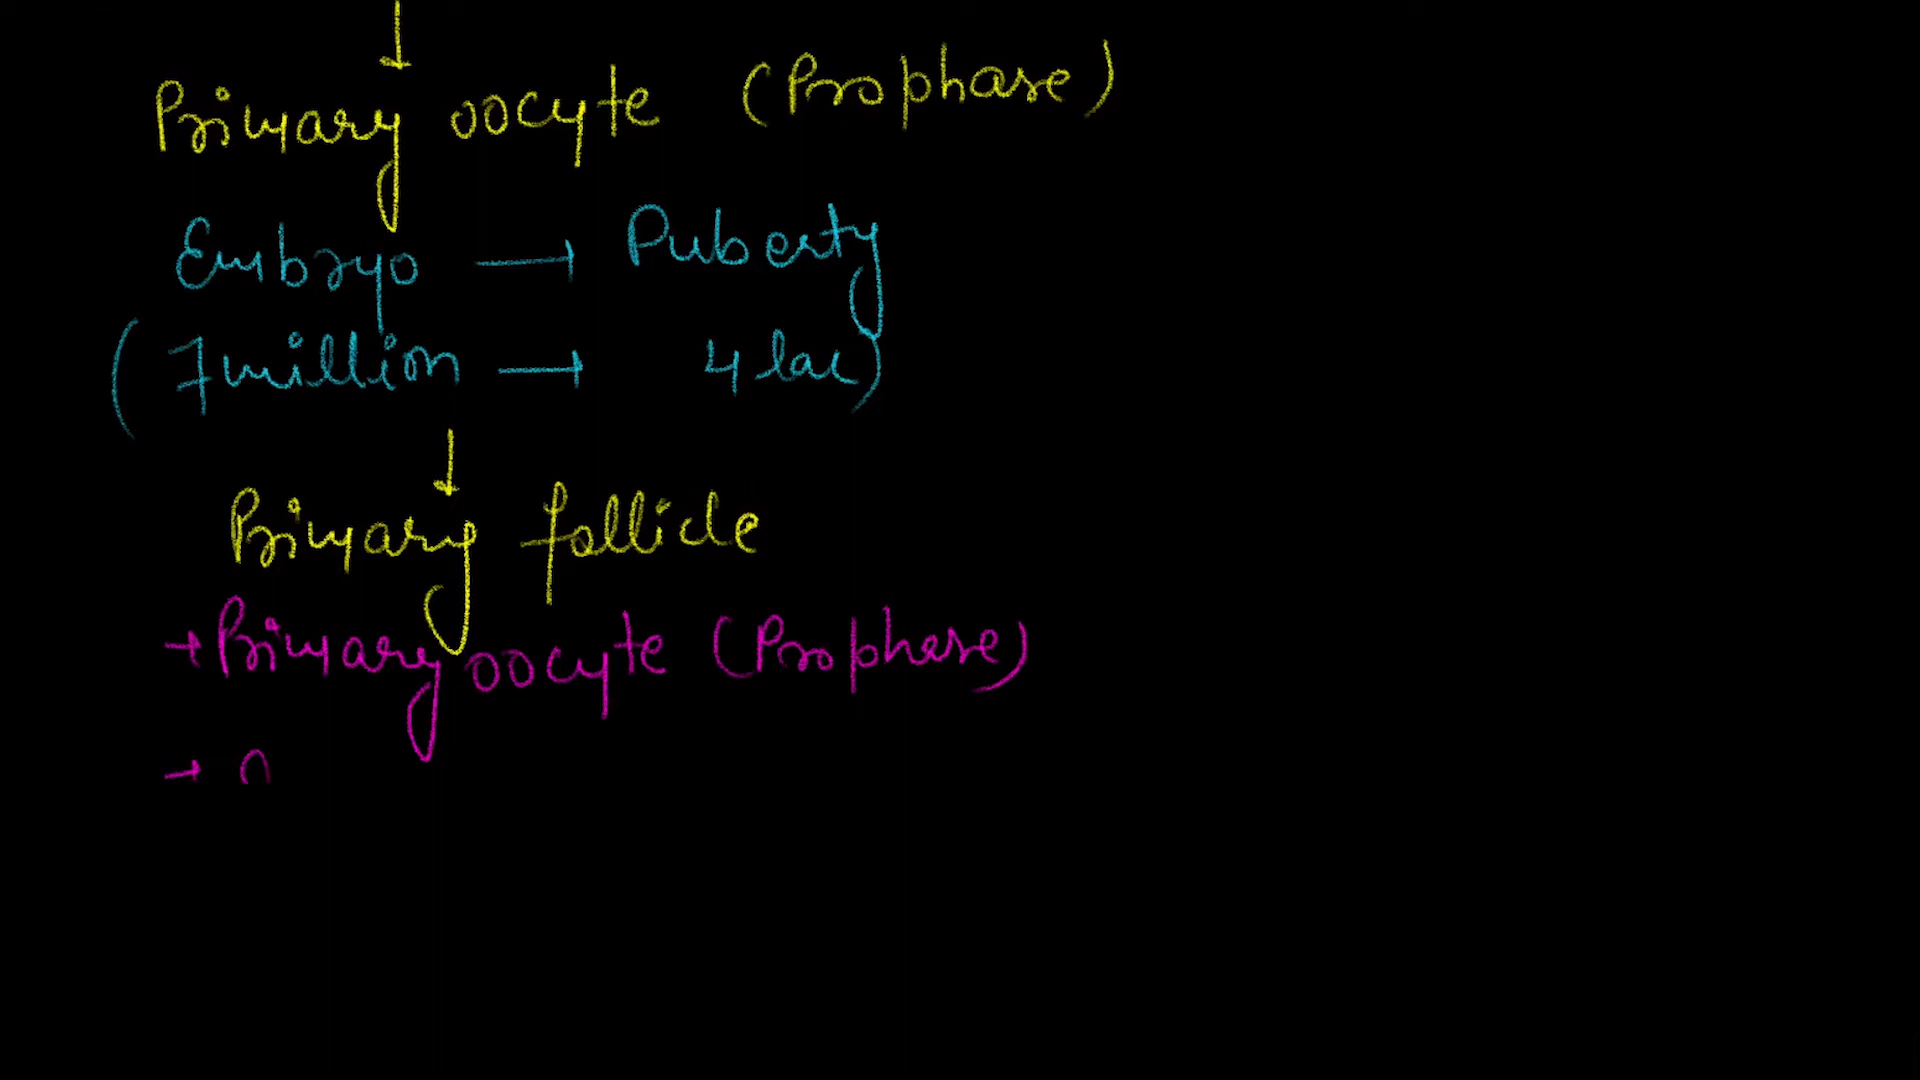 Primary oocyte (Prophase)
Embryo → Puberty
(7 million → 4 lac)
Primary follicle
→ Primary oocyte (Prophase)
→